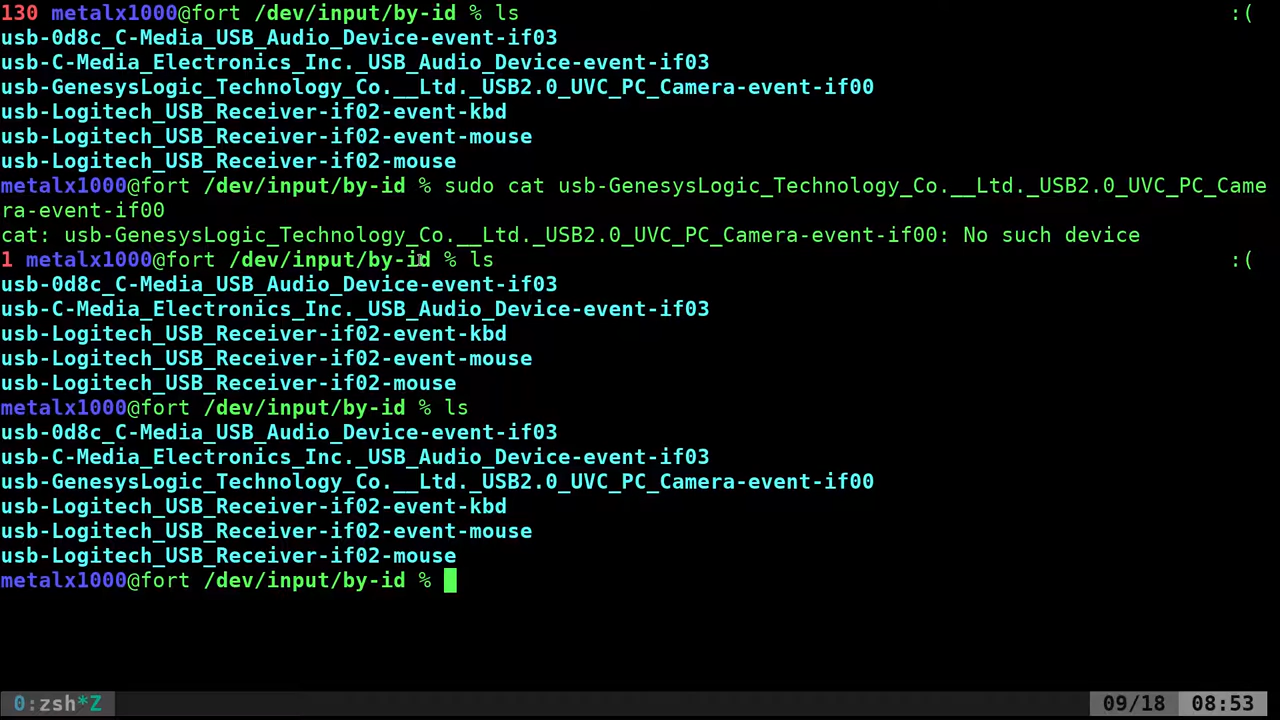 130 metalx1000@fort /dev/input/by-id % ls :(
usb-0d8c_C-Media_USB_Audio_Device-event-if03
usb-C-Media_Electronics_Inc._USB_Audio_Device-event-if03
usb-GenesysLogic_Technology_Co.__Ltd._USB2.0_UVC_PC_Camera-event-if00
usb-Logitech_USB_Receiver-if02-event-kbd
usb-Logitech_USB_Receiver-if02-event-mouse
usb-Logitech_USB_Receiver-if02-mouse
metalx1000@fort /dev/input/by-id % sudo cat usb-GenesysLogic_Technology_Co.__Ltd._USB2.0_UVC_PC_Came
ra-event-if00
cat: usb-GenesysLogic_Technology_Co.__Ltd._USB2.0_UVC_PC_Camera-event-if00: No such device
1 metalx1000@fort /dev/input/by-id % ls :(
usb-0d8c_C-Media_USB_Audio_Device-event-if03
usb-C-Media_Electronics_Inc._USB_Audio_Device-event-if03
usb-Logitech_USB_Receiver-if02-event-kbd
usb-Logitech_USB_Receiver-if02-event-mouse
usb-Logitech_USB_Receiver-if02-mouse
metalx1000@fort /dev/input/by-id % ls
usb-0d8c_C-Media_USB_Audio_Device-event-if03
usb-C-Media_Electronics_Inc._USB_Audio_Device-event-if03
usb-GenesysLogic_Technology_Co.__Ltd._USB2.0_UVC_PC_Camera-event-if00
usb-Logitech_USB_Receiver-if02-event-kbd
usb-Logitech_USB_Receiver-if02-event-mouse
usb-Logitech_USB_Receiver-if02-mouse
metalx1000@fort /dev/input/by-id %
0:zsh*Z 09/18 08:53